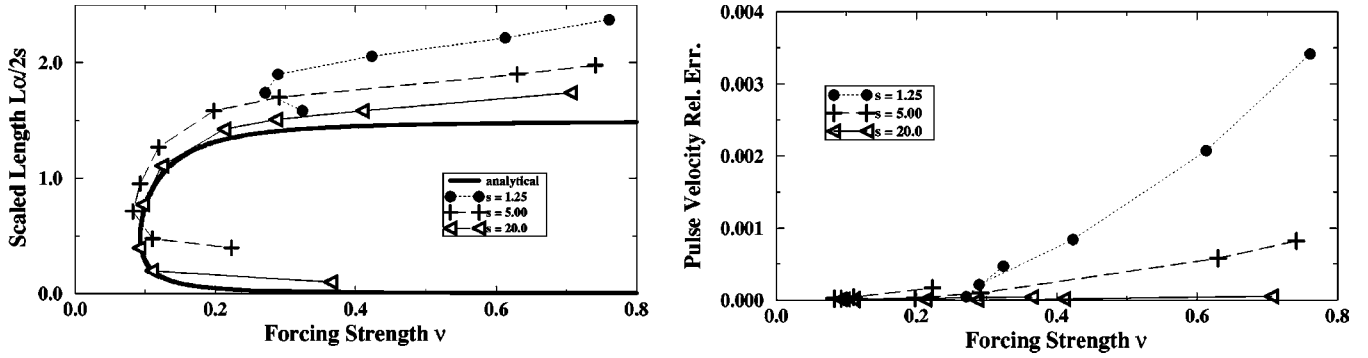 Scaled Length Lα/2s
2.0
1.0
0.0
0.0 0.2 0.4 0.6 0.8
Forcing Strength ν
analytical
s = 1.25
s = 5.00
s = 20.0
Pulse Velocity Rel. Err.
0.004
0.003
0.002
0.001
0.000
0.0 0.2 0.4 0.6 0.8
Forcing Strength ν
s = 1.25
s = 5.00
s = 20.0